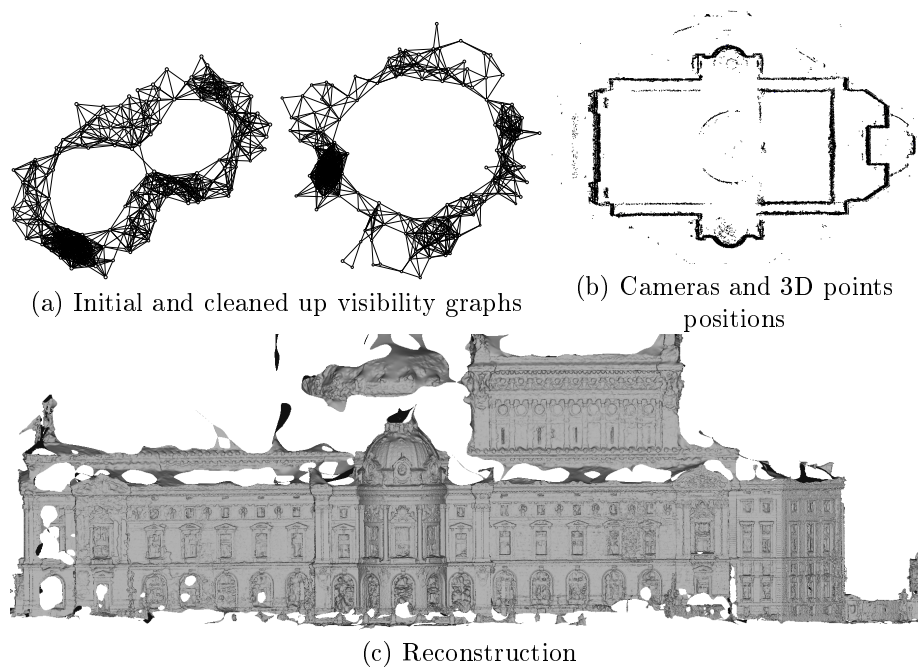 (a) Initial and cleaned up visibility graphs
(b) Cameras and 3D points
positions
(c) Reconstruction